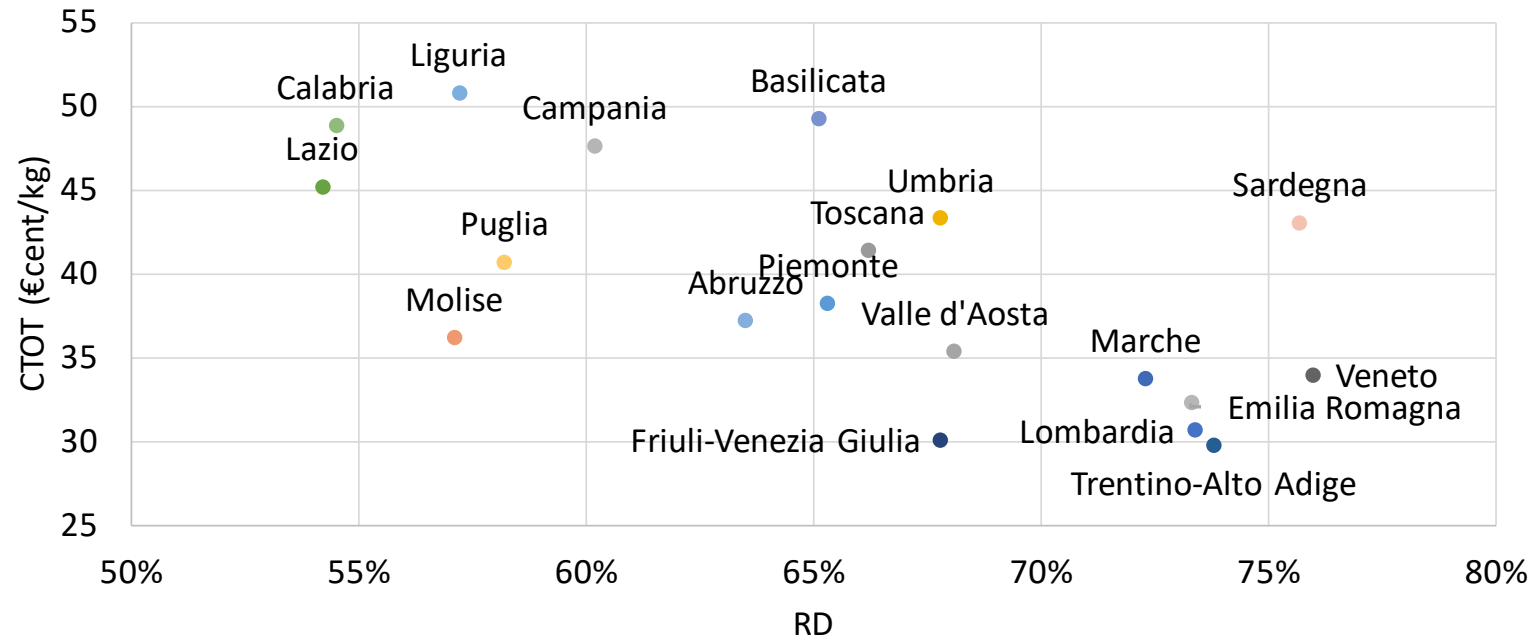 55
Liguria
Calabria
Basilicata
50
Campania
Lazio
CTOT (€cent/kg)
45
Umbria
Sardegna
Toscana
Puglia
40
Piemonte
Abruzzo
Molise
Valle d'Aosta
35
Marche
Veneto
Emilia Romagna
30
Friuli-Venezia Giulia
Lombardia
Trentino-Alto Adige
25
50%
55%
60%
65%
70%
75%
80%
RD